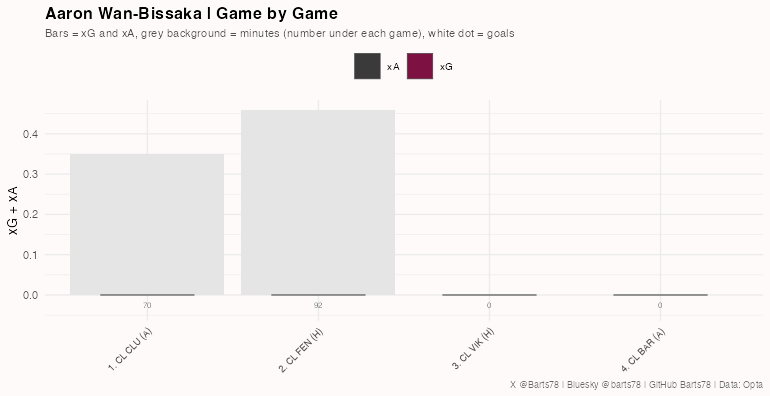 Aaron Wan-Bissaka | Game by Game
Bars = xG and xA, grey background = minutes (number under each game), white dot = goals
xA xG
xG + xA
0.4
0.3
0.2
0.1
0.0
70 92 0 0
1. CL CLU (A) 2. CL FEN (H) 3. CL VIK (H) 4. CL BAR (A)
X @Barts78 | Bluesky @barts78 | GitHub Barts78 | Data: Opta